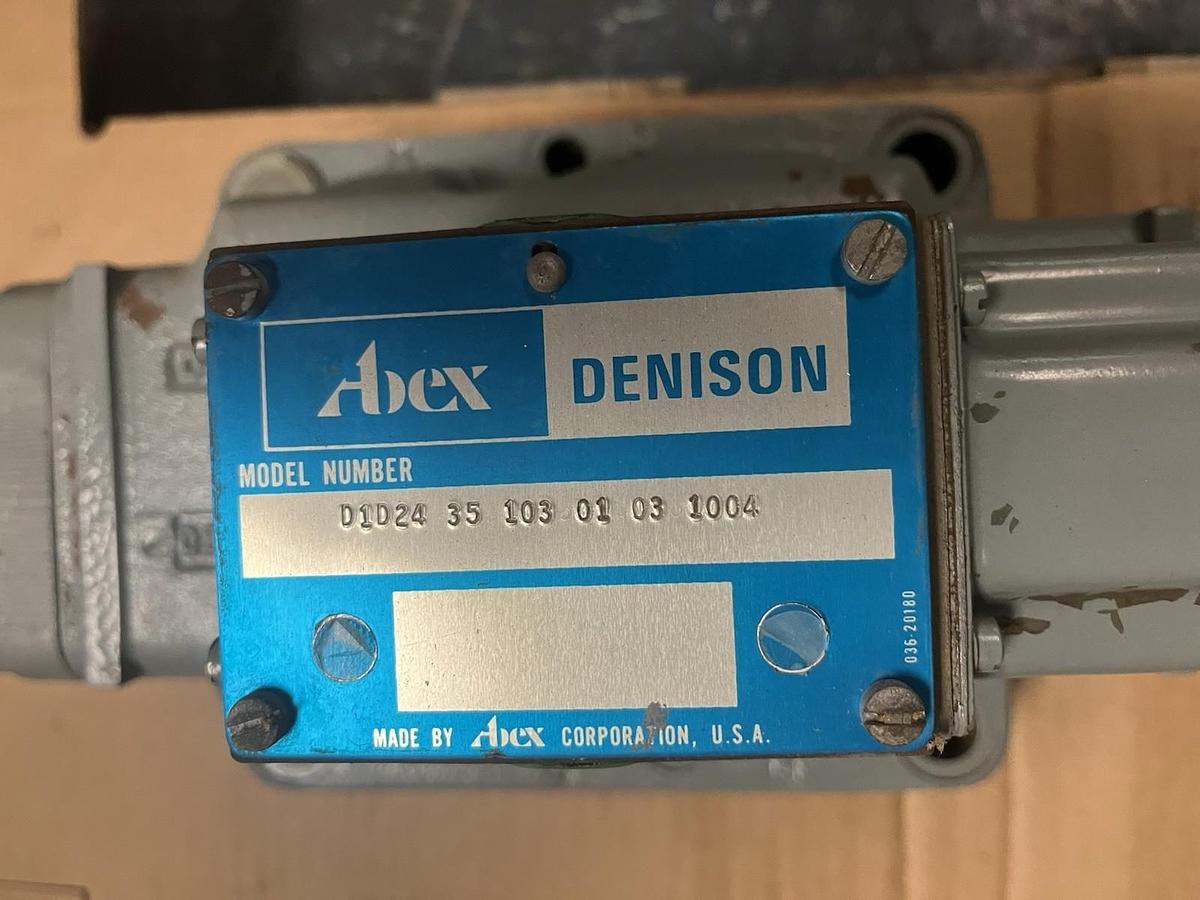 Abex DENISON
MODEL NUMBER
D1D24 35 103 01 03 1004
036-20180
MADE BY Abex CORPORATION, U.S.A.